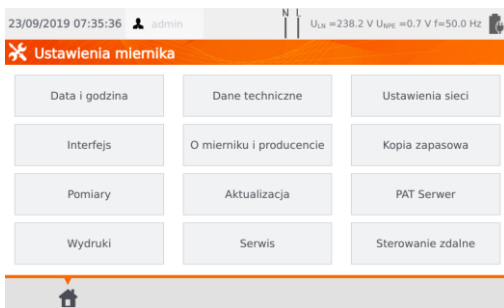 N L
23/09/2019 07:35:36 admin ULN =238.2 V UNPE =0.7 V f=50.0 Hz
Ustawienia miernika
Data i godzina Dane techniczne Ustawienia sieci
Interfejs O mierniku i producencie Kopia zapasowa
Pomiary Aktualizacja PAT Serwer
Wydruki Serwis Sterowanie zdalne